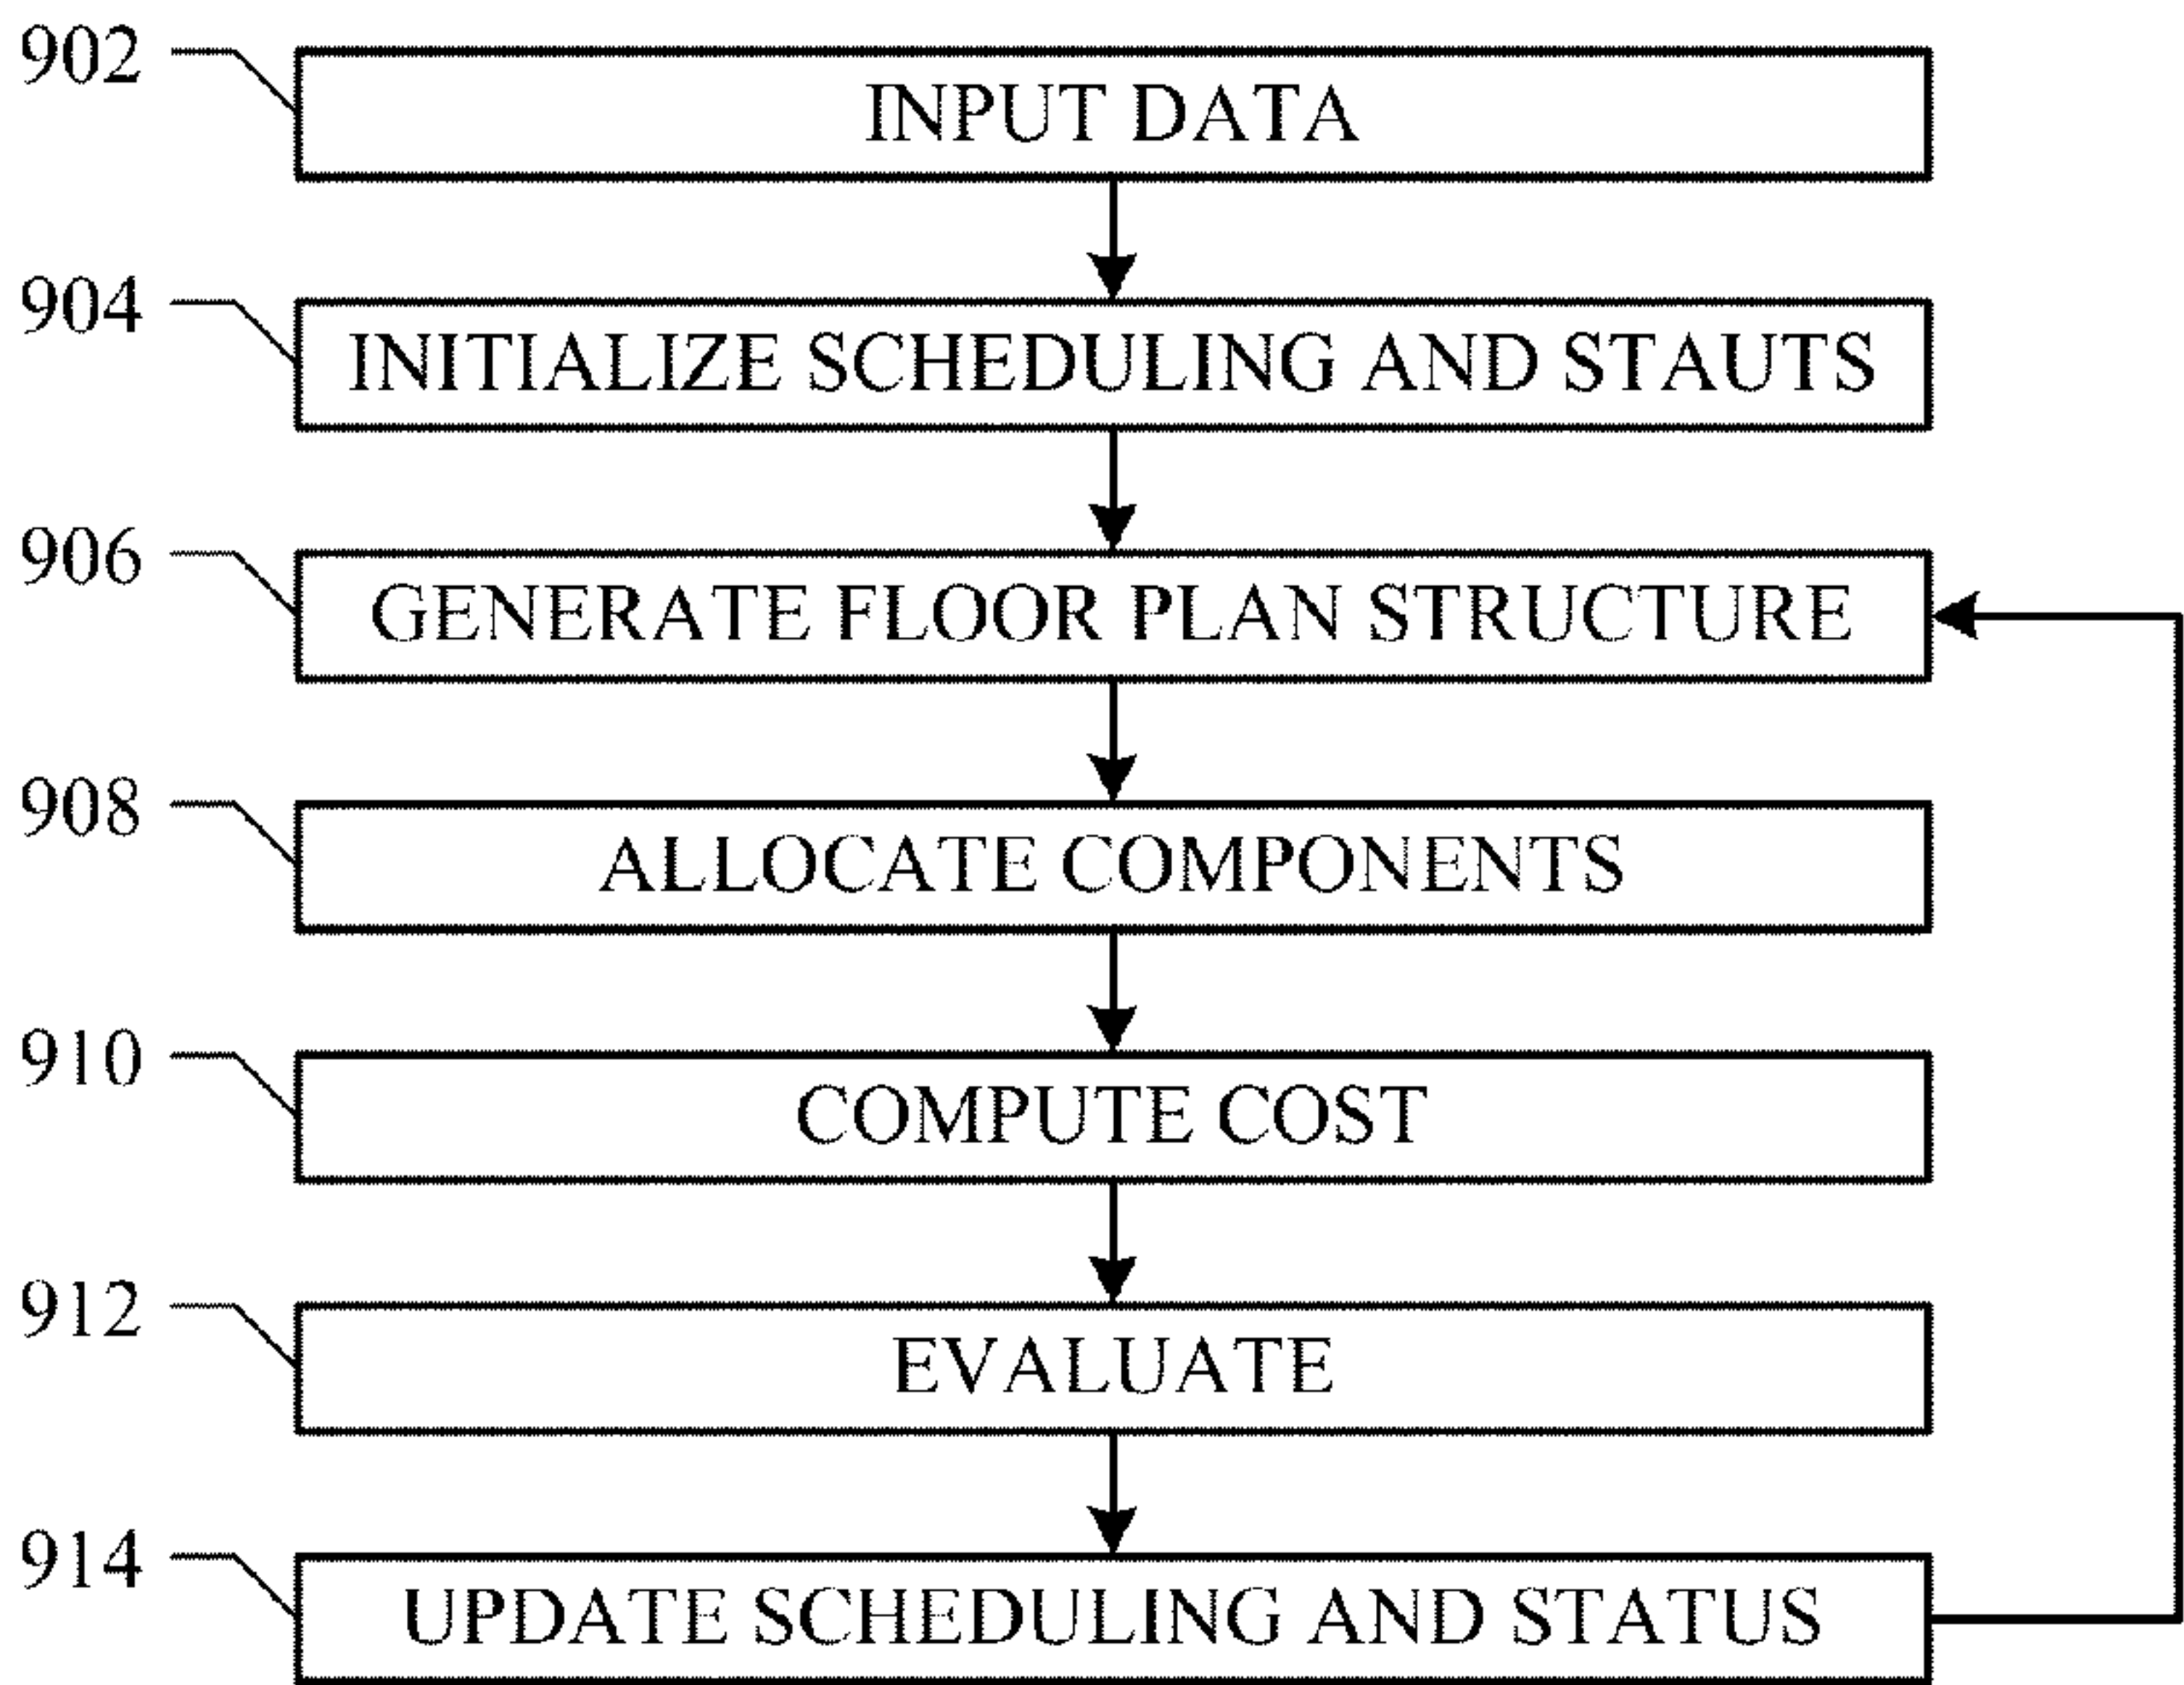 902
INPUT DATA
904
INITIALIZE SCHEDULING AND STAUTS
906
GENERATE FLOOR PLAN STRUCTURE
908
ALLOCATE COMPONENTS
910
COMPUTE COST
912
EVALUATE
914
UPDATE SCHEDULING AND STATUS